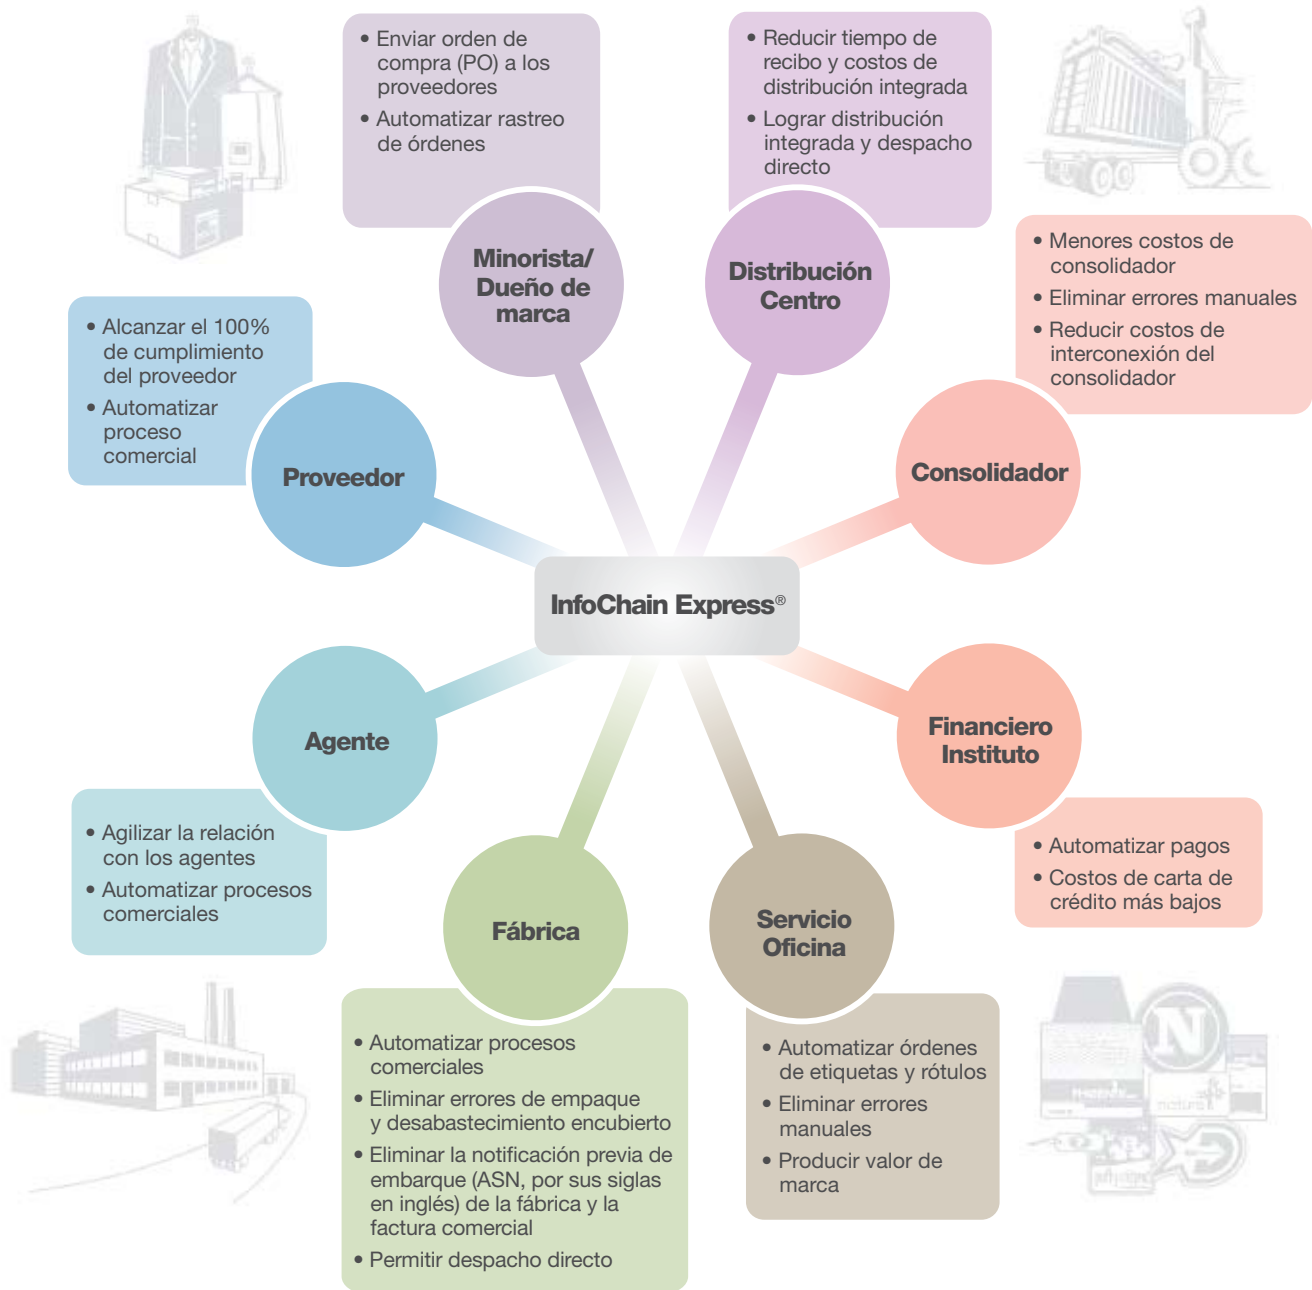 • Enviar orden de
compra (PO) a los
proveedores
• Automatizar rastreo
de órdenes
Minorista/
Dueño de
marca
• Reducir tiempo de
recibo y costos de
distribución integrada
• Lograr distribución
integrada y despacho
directo
Distribución
Centro
• Menores costos de
consolidador
• Eliminar errores manuales
• Reducir costos de
interconexión del
consolidador
Consolidador
• Alcanzar el 100%
de cumplimiento
del proveedor
• Automatizar
proceso
comercial
Proveedor
InfoChain Express®
Agente
• Agilizar la relación
con los agentes
• Automatizar procesos
comerciales
Financiero
Instituto
• Automatizar pagos
• Costos de carta de
crédito más bajos
Fábrica
• Automatizar procesos
comerciales
• Eliminar errores de empaque
y desabastecimiento encubierto
• Eliminar la notificación previa de
embarque (ASN, por sus siglas
en inglés) de la fábrica y la
factura comercial
• Permitir despacho directo
Servicio
Oficina
• Automatizar órdenes
de etiquetas y rótulos
• Eliminar errores
manuales
• Producir valor de
marca
N